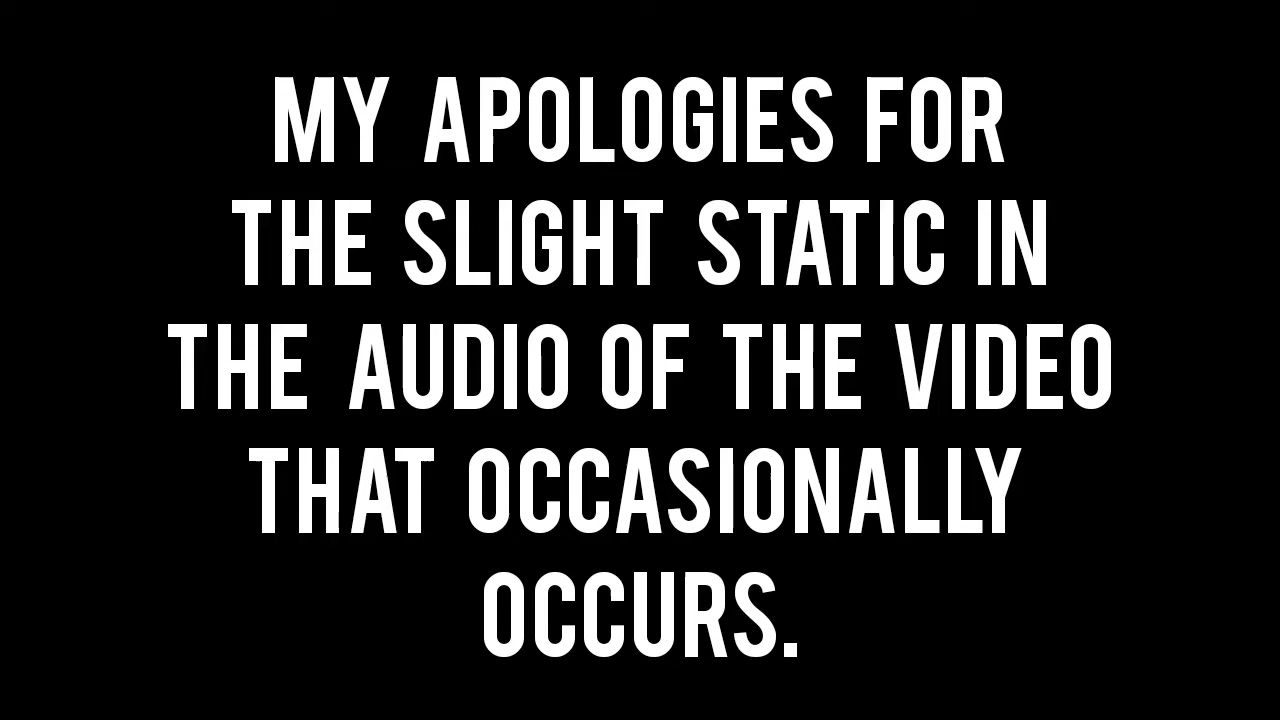 MY APOLOGIES FOR
THE SLIGHT STATIC IN
THE AUDIO OF THE VIDEO
THAT OCCASIONALLY
OCCURS.